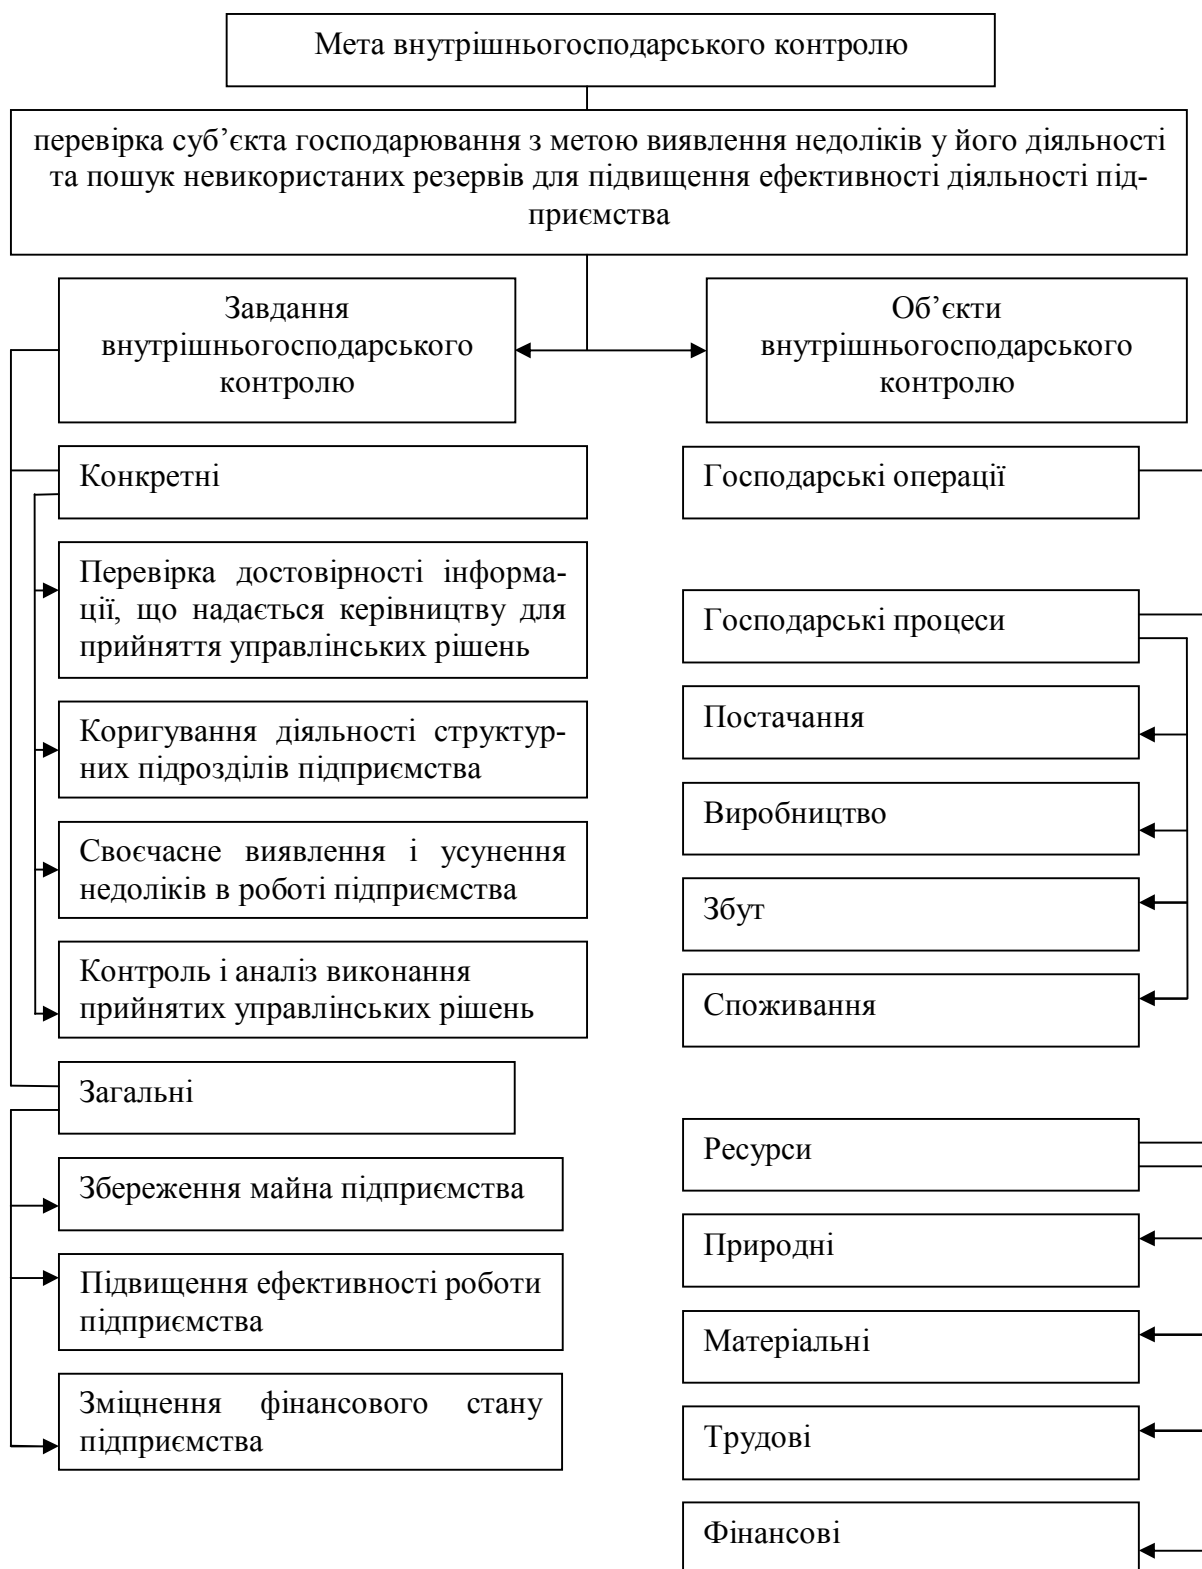 Мета внутрішньогосподарського контролю
перевірка суб’єкта господарювання з метою виявлення недоліків у його діяльності
та пошук невикористаних резервів для підвищення ефективності діяльності під-
приємства
Завдання
внутрішньогосподарського
контролю
Об’єкти
внутрішньогосподарського
контролю
Конкретні
Перевірка достовірності інформа-
ції, що надається керівництву для
прийняття управлінських рішень
Коригування діяльності структур-
них підрозділів підприємства
Своєчасне виявлення і усунення
недоліків в роботі підприємства
Контроль і аналіз виконання
прийнятих управлінських рішень
Загальні
Збереження майна підприємства
Підвищення ефективності роботи
підприємства
Зміцнення фінансового стану
підприємства
Господарські операції
Господарські процеси
Постачання
Виробництво
Збут
Споживання
Ресурси
Природні
Матеріальні
Трудові
Фінансові